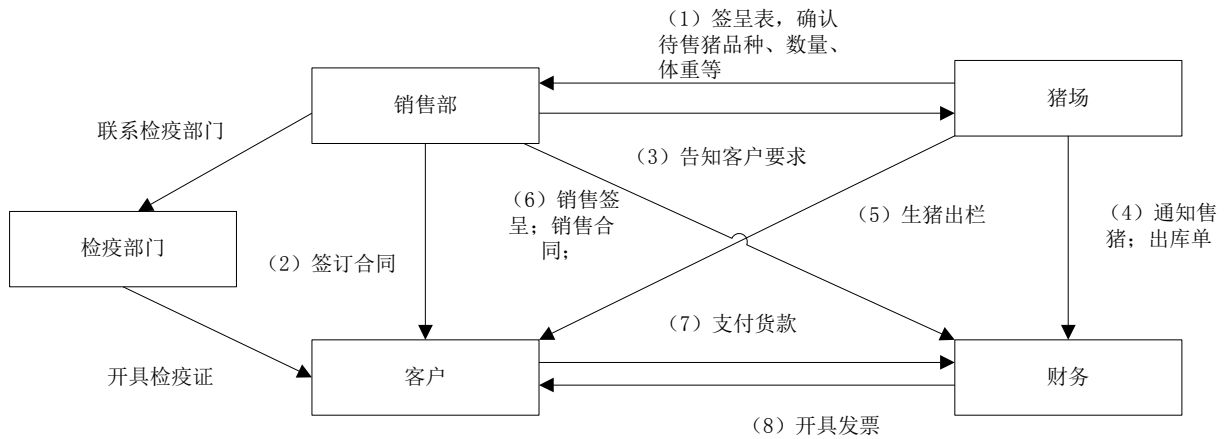 （1）签呈表，确认
待售猪品种、数量、
体重等
销售部
猪场
联系检疫部门
（3）告知客户要求
（6）销售签
呈；销售合
同；
（5）生猪出栏
（4）通知售
猪；出库单
检疫部门
（2）签订合同
（7）支付货款
开具检疫证
客户
财务
（8）开具发票